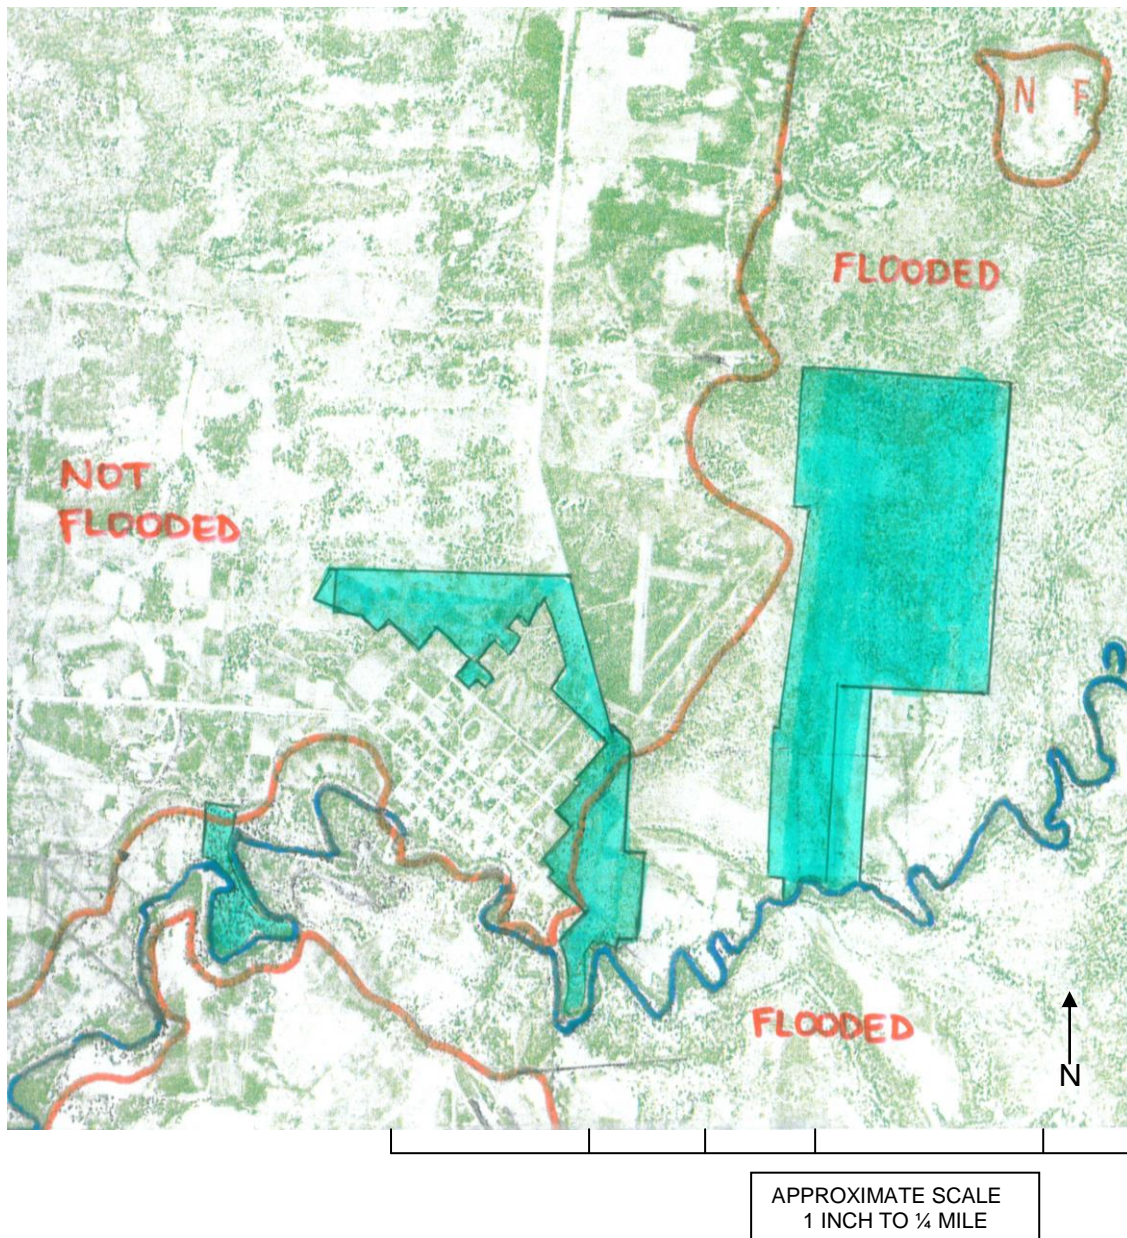 N F
FLOODED
NOT
FLOODED
FLOODED
N
APPROXIMATE SCALE
1 INCH TO ¼ MILE